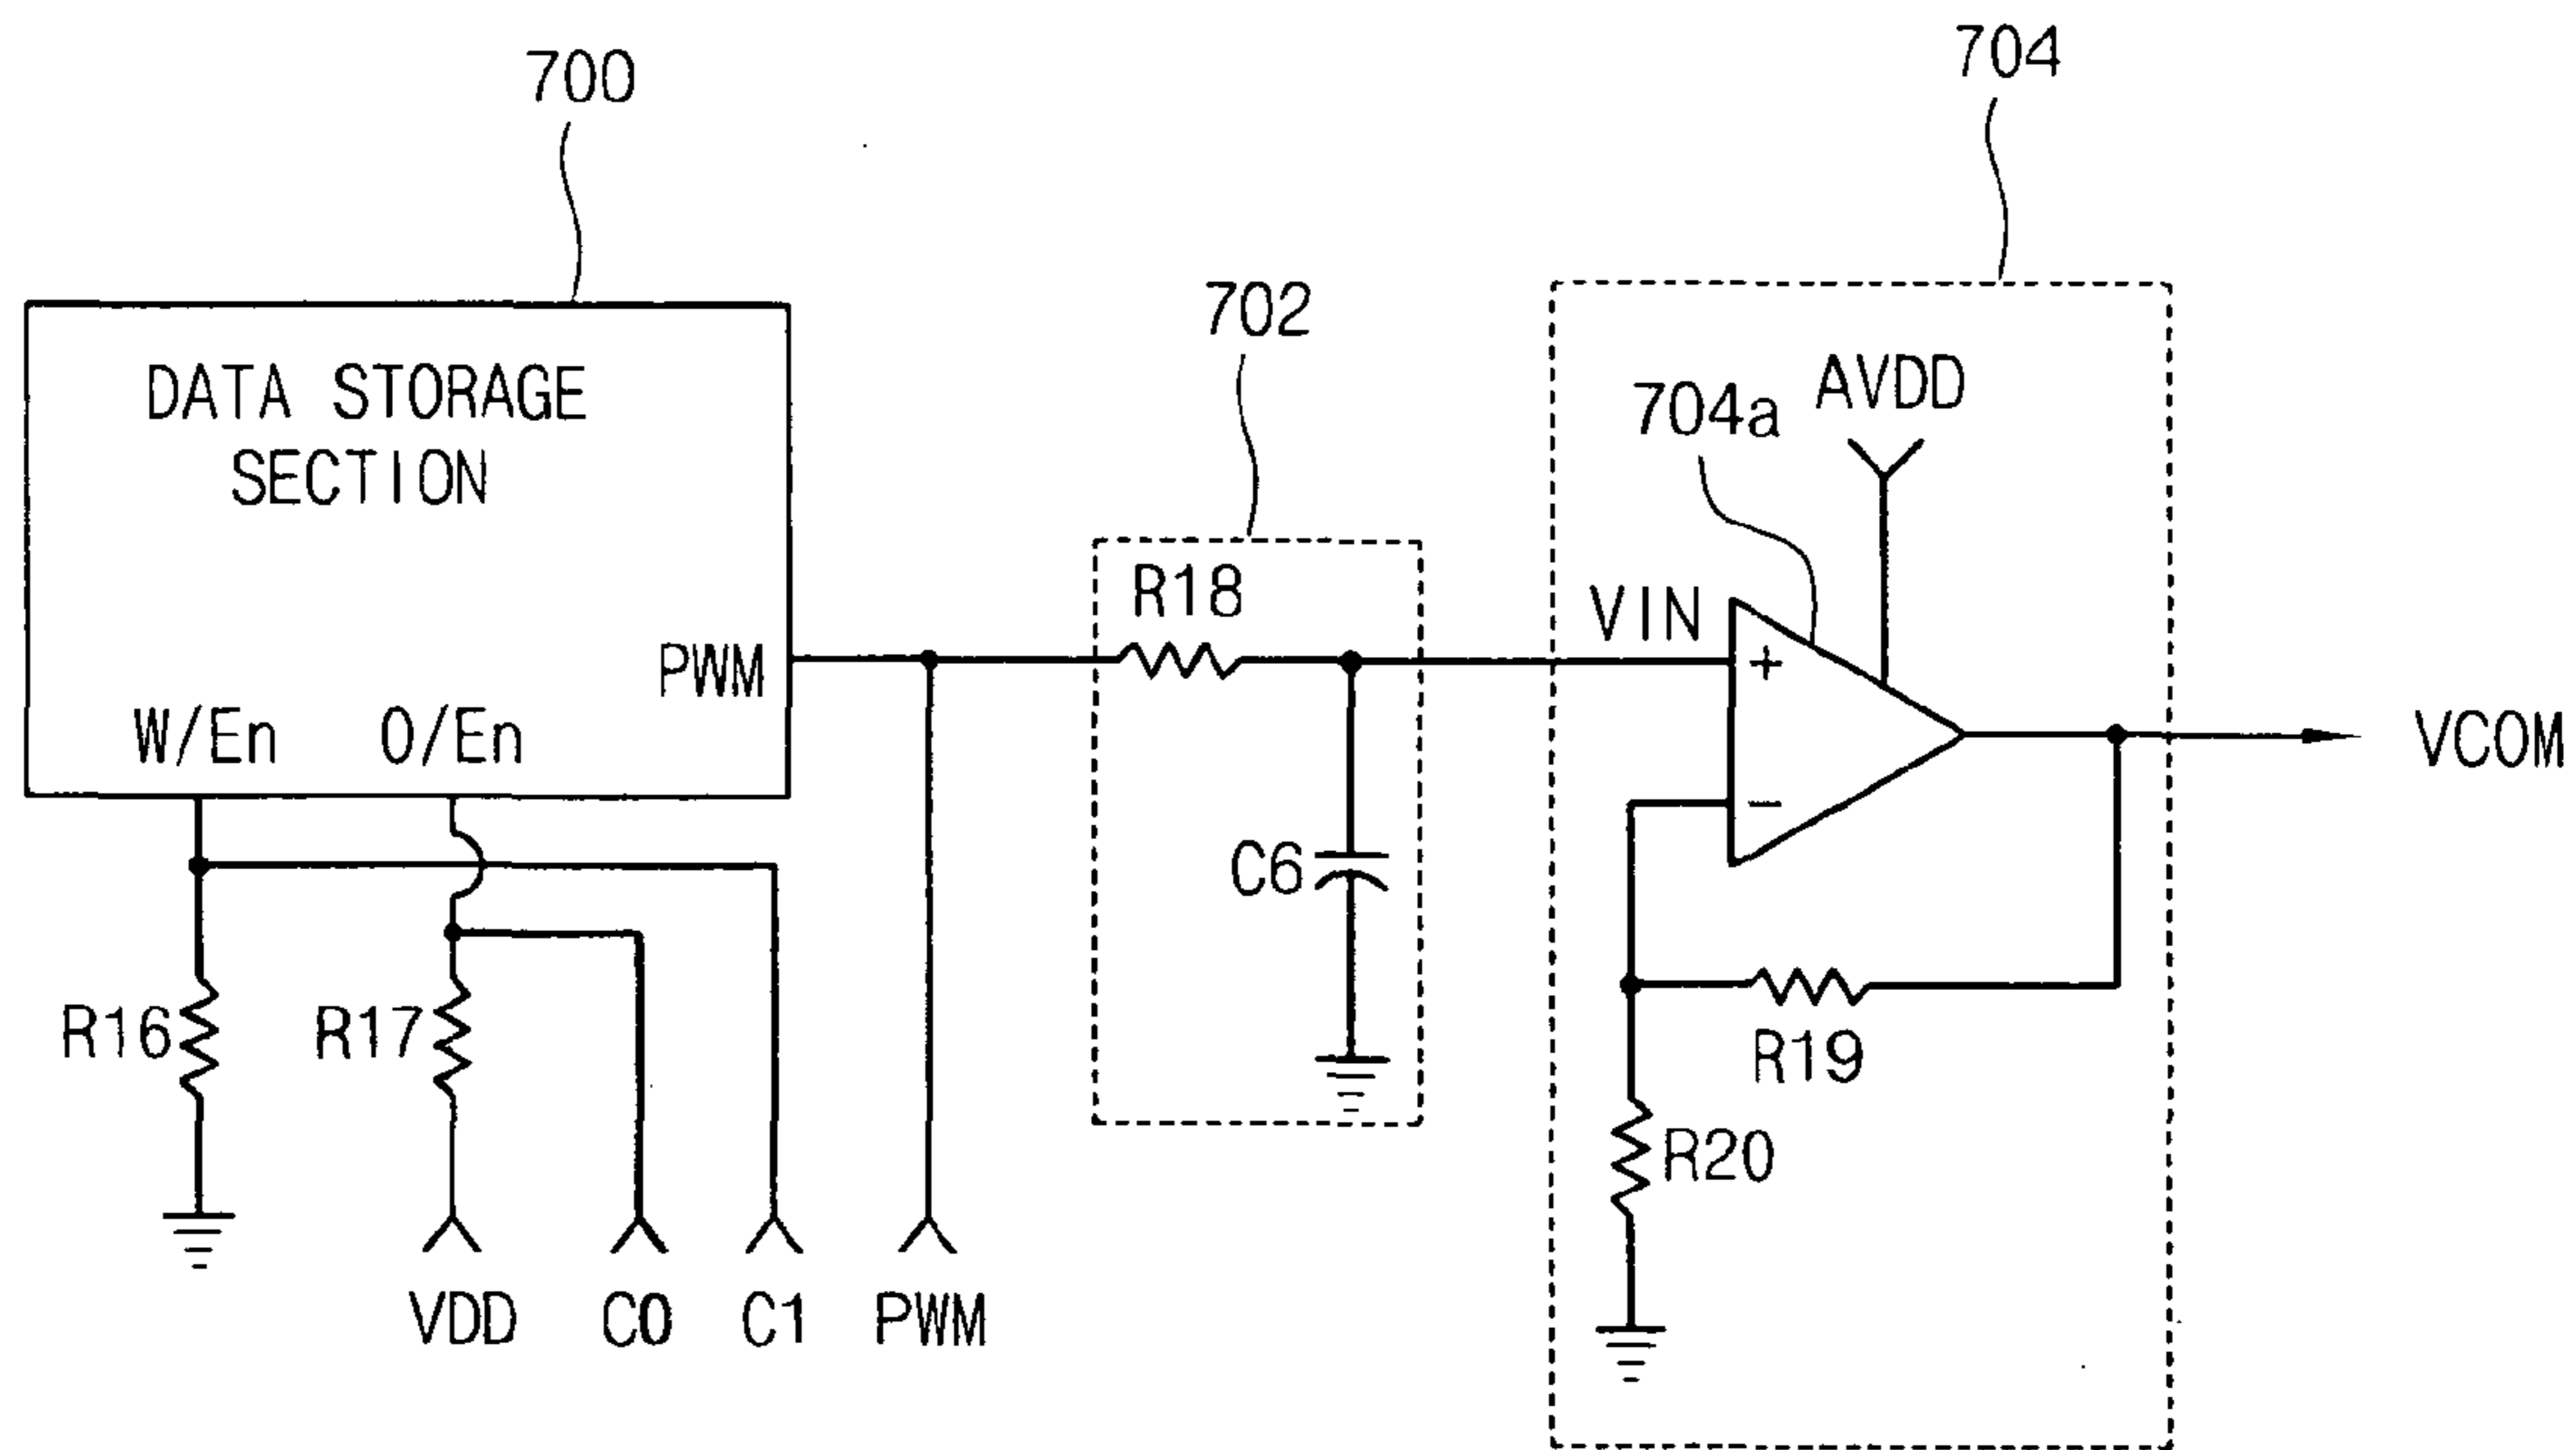 700
704
702
DATA STORAGE
SECTION
704a
AVDD
R18
VIN
PWM
+
W/En
O/En
VCOM
−
C6
R16
R17
R19
R20
VDD
C0
C1
PWM